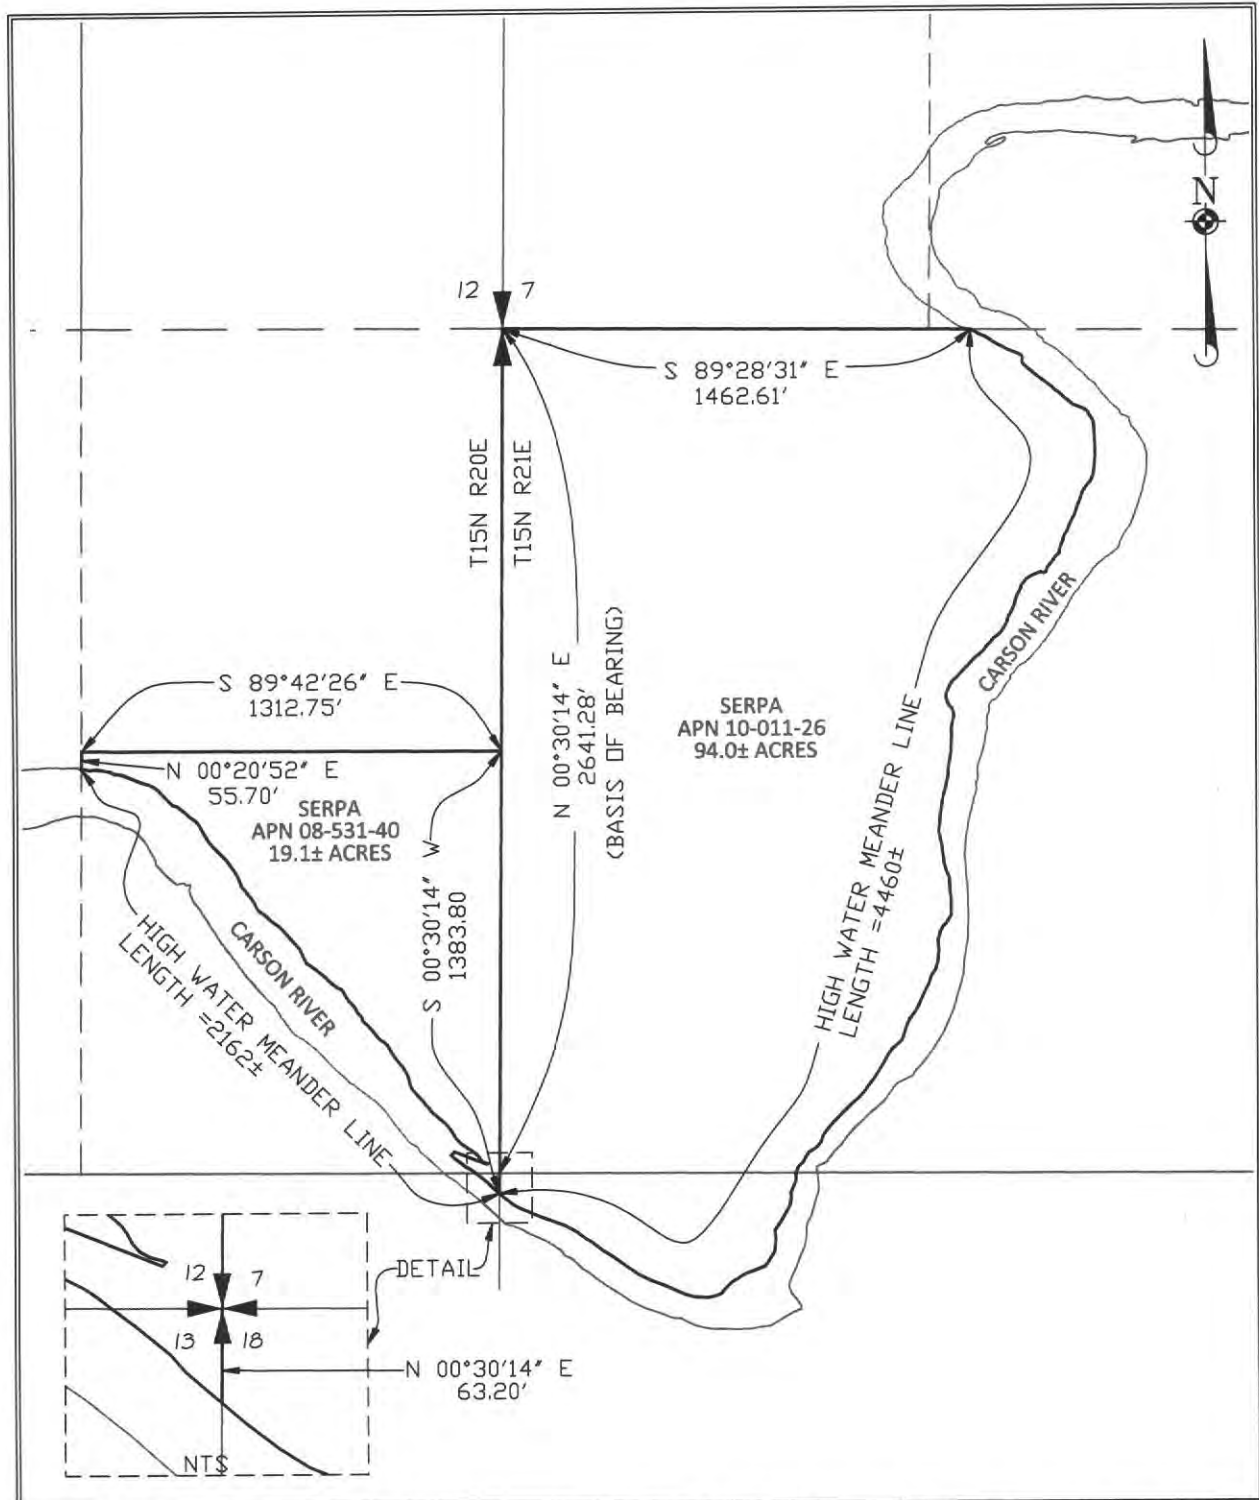 N
12 7
S 89°28'31" E
1462.61'
T15N R20E
T15N R21E
N 00°30'14" E
2641.28'
(BASIS OF BEARING)
S 89°42'26" E
1312.75'
N 00°20'52" E
55.70'
SERPA
APN 08-531-40
19.1± ACRES
S 00°30'14" W
1383.80
SERPA
APN 10-011-26
94.0± ACRES
CARSON RIVER
HIGH WATER MEANDER LINE
LENGTH =4460±
CARSON RIVER
HIGH WATER MEANDER LINE
LENGTH =2162±
DETAIL
12 7
13 18
N 00°30'14" E
63.20'
NTS